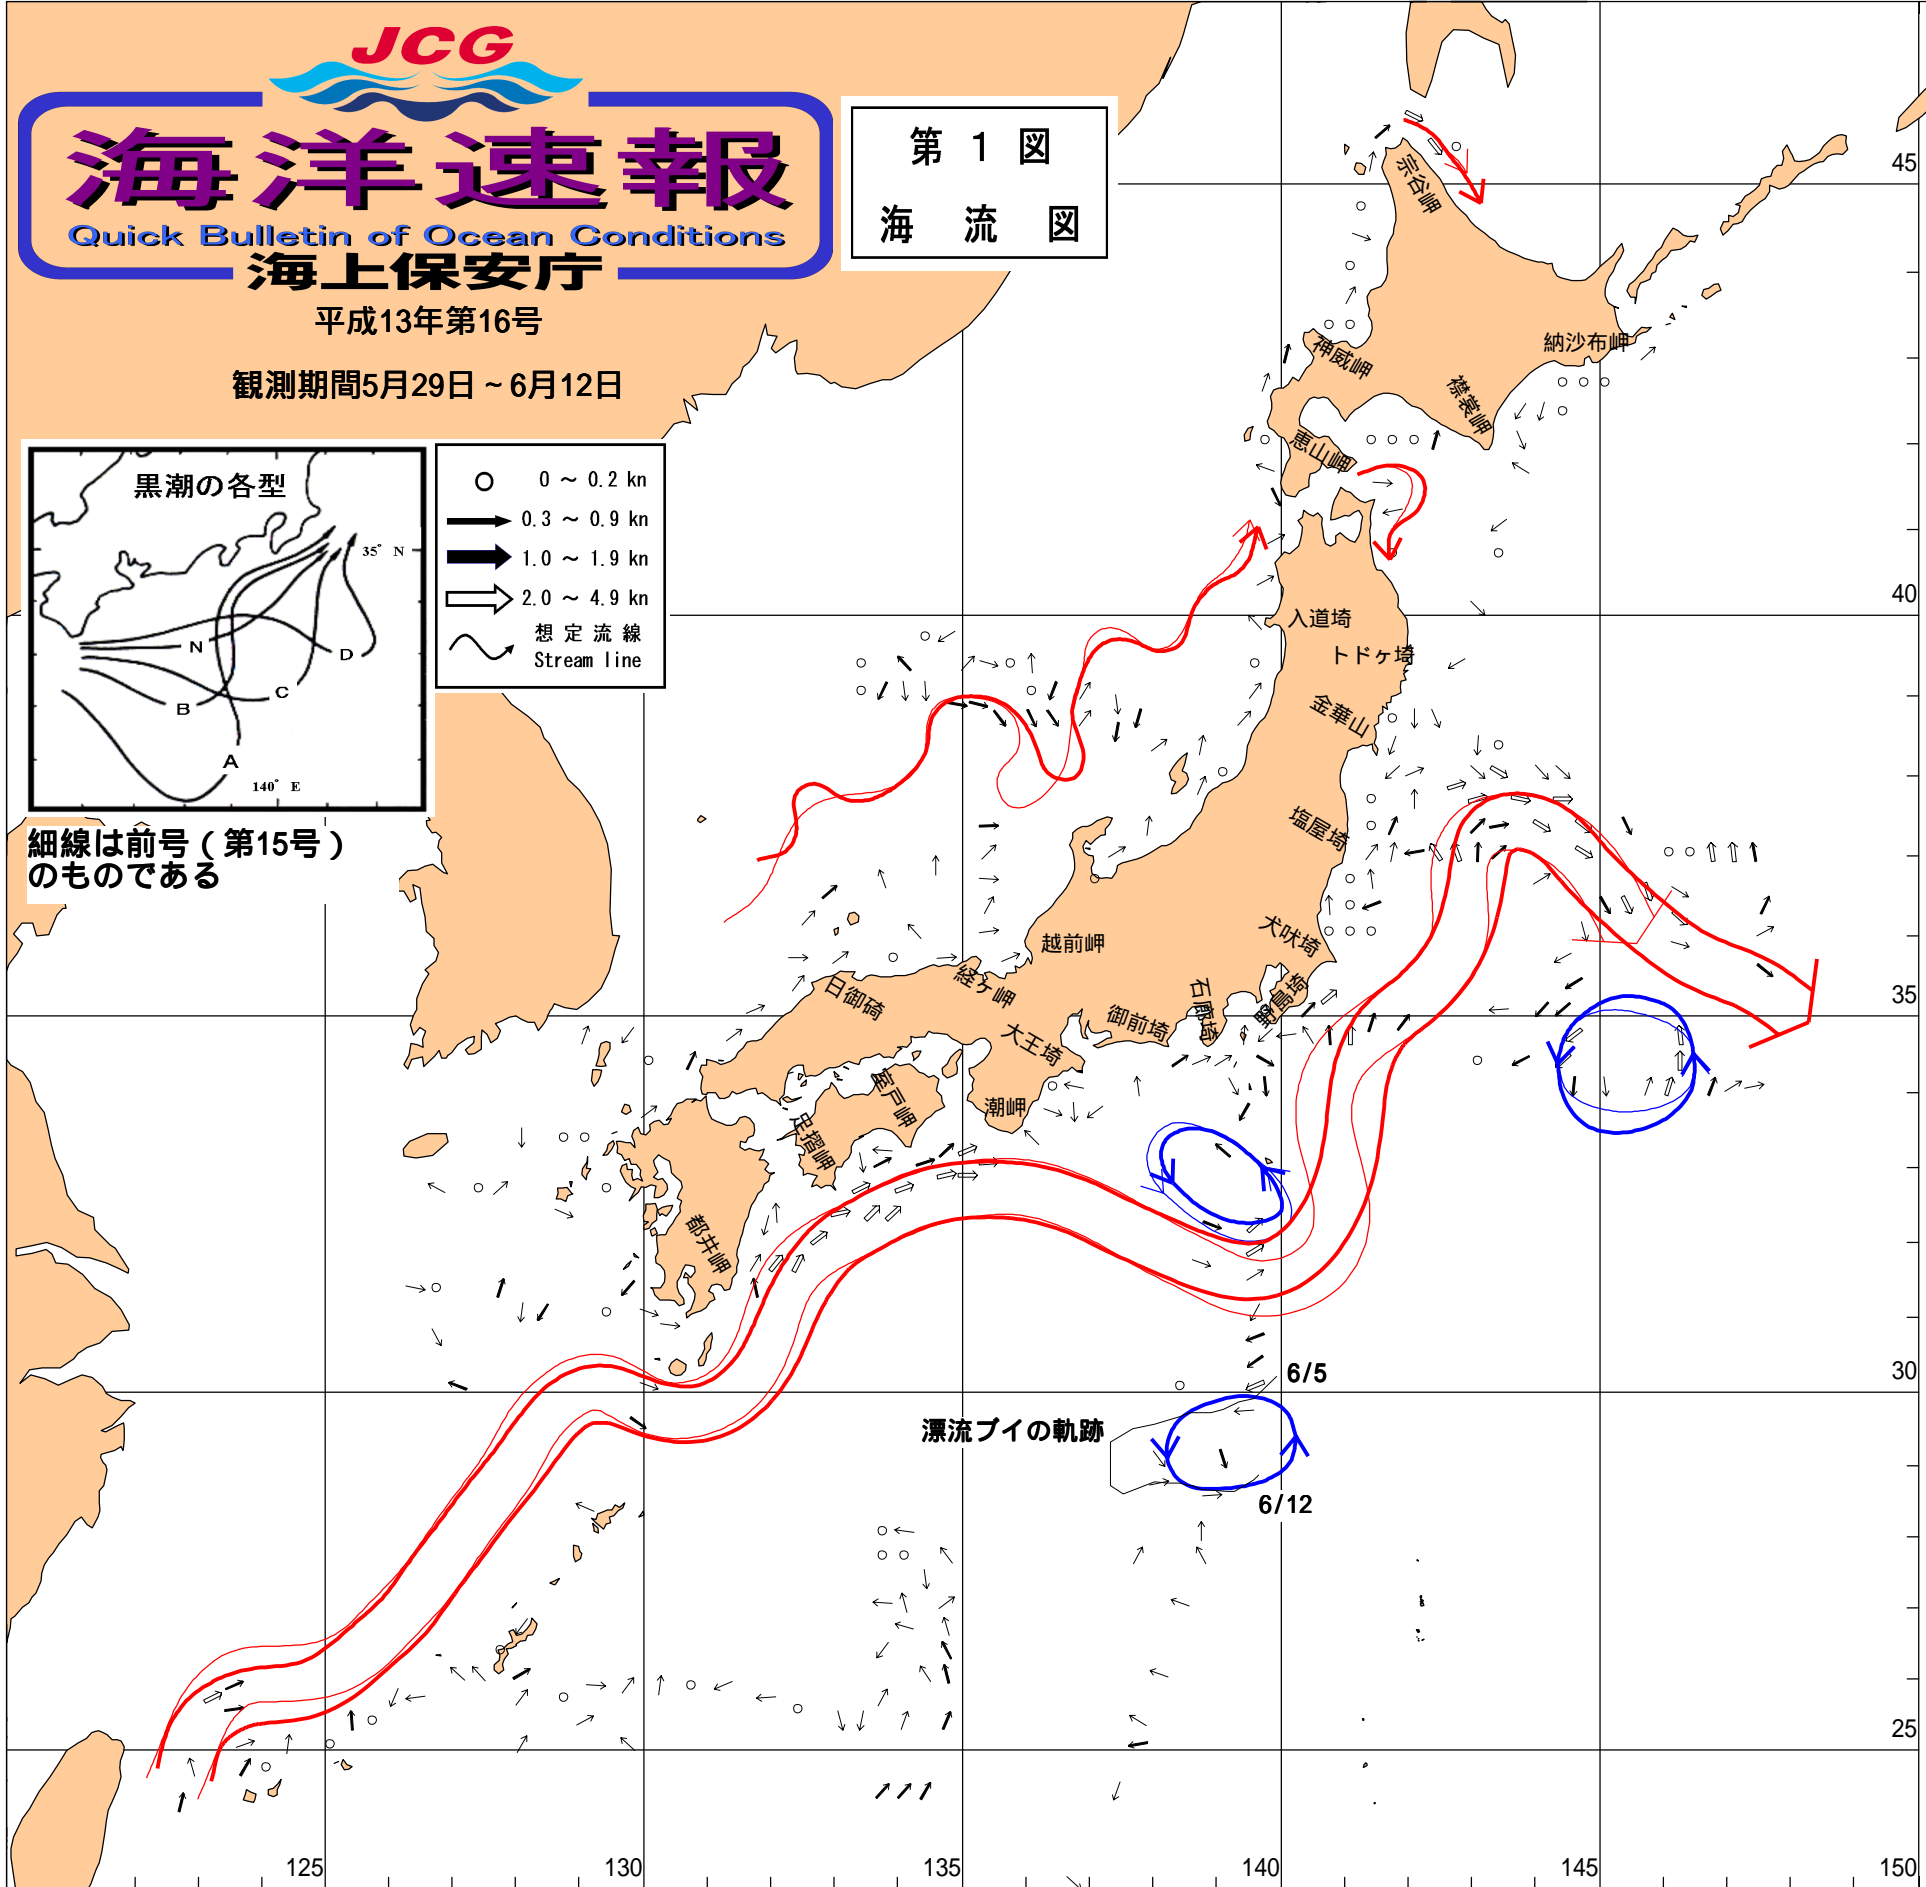 JCG
海洋速報
Quick Bulletin of Ocean Conditions
海上保安庁
平成13年第16号
観測期間5月29日~6月12日
第 1 図
海 流 図
黒潮の各型
35° N
N
D
C
B
A
140° E
0 ~ 0.2 kn
0.3 ~ 0.9 kn
1.0 ~ 1.9 kn
2.0 ~ 4.9 kn
想定流線
Stream line
細線は前号(第15号)
のものである
宗谷岬
納沙布岬
神威岬
襟裳岬
恵山岬
入道埼
トドヶ埼
金華山
塩屋埼
犬吠埼
越前岬
経ヶ岬
日御碕
石廊埼
野島埼
御前埼
大王埼
室戸岬
潮岬
足摺岬
都井岬
6/5
漂流ブイの軌跡
6/12
45
40
35
30
25
125
130
135
140
145
150